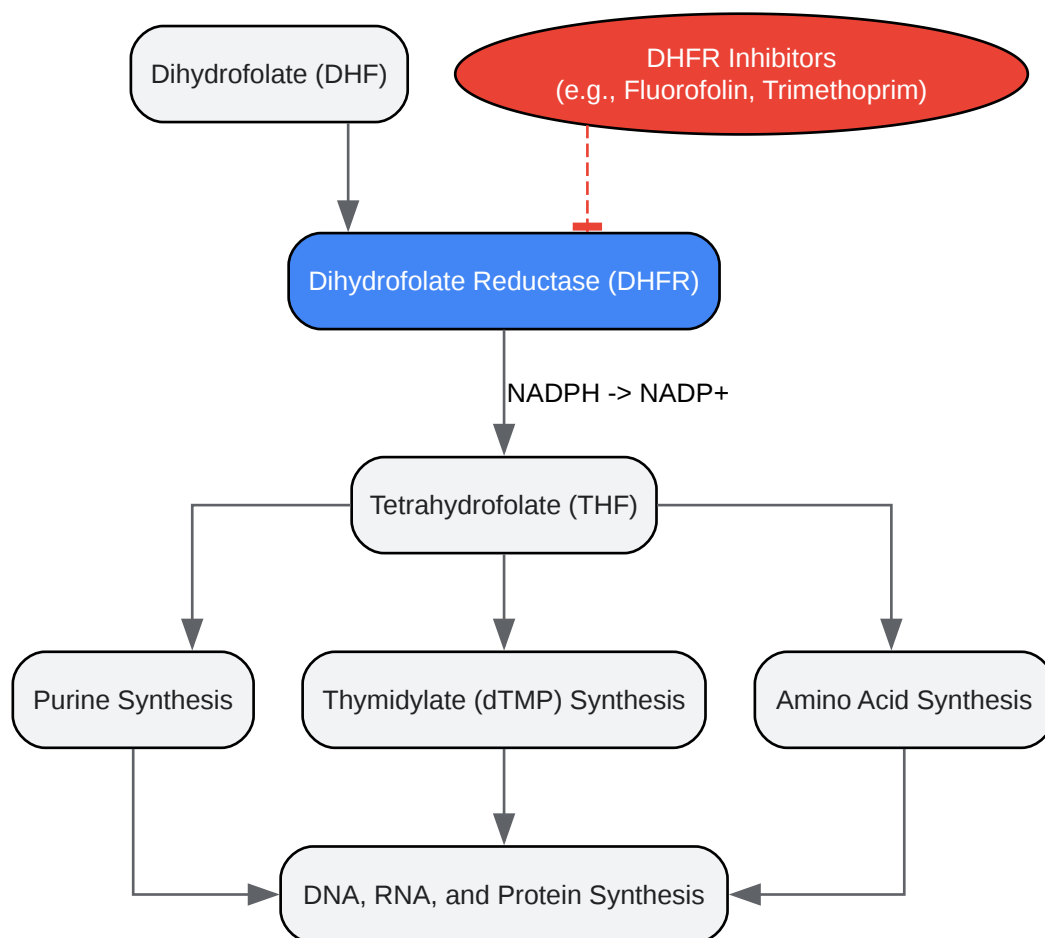 Dihydrofolate (DHF)
DHFR Inhibitors
(e.g., Fluorofolin, Trimethoprim)
Dihydrofolate Reductase (DHFR)
NADPH -> NADP+
Tetrahydrofolate (THF)
Purine Synthesis
Thymidylate (dTMP) Synthesis
Amino Acid Synthesis
DNA, RNA, and Protein Synthesis